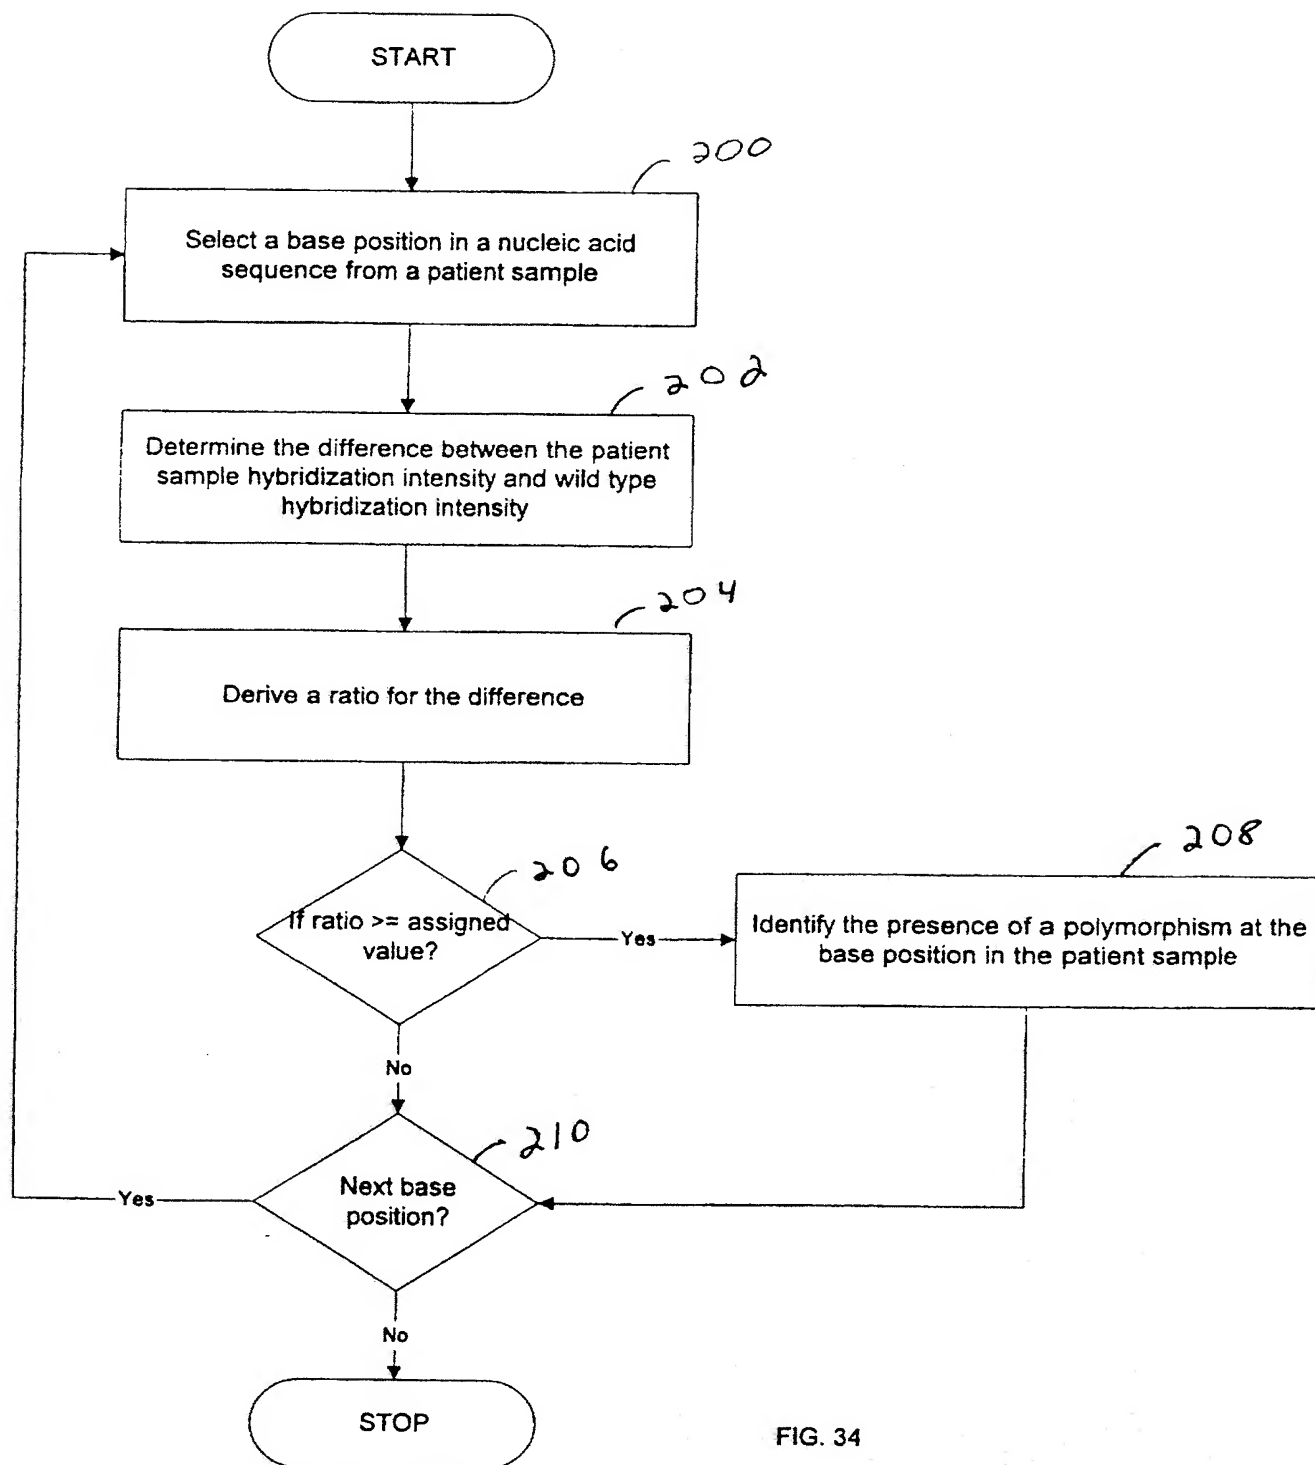 START
200
Select a base position in a nucleic acid
sequence from a patient sample
202
Determine the difference between the patient
sample hybridization intensity and wild type
hybridization intensity
204
Derive a ratio for the difference
206
If ratio >= assigned
value?
Yes
208
Identify the presence of a polymorphism at the
base position in the patient sample
No
210
Next base
position?
Yes
No
STOP
FIG. 34